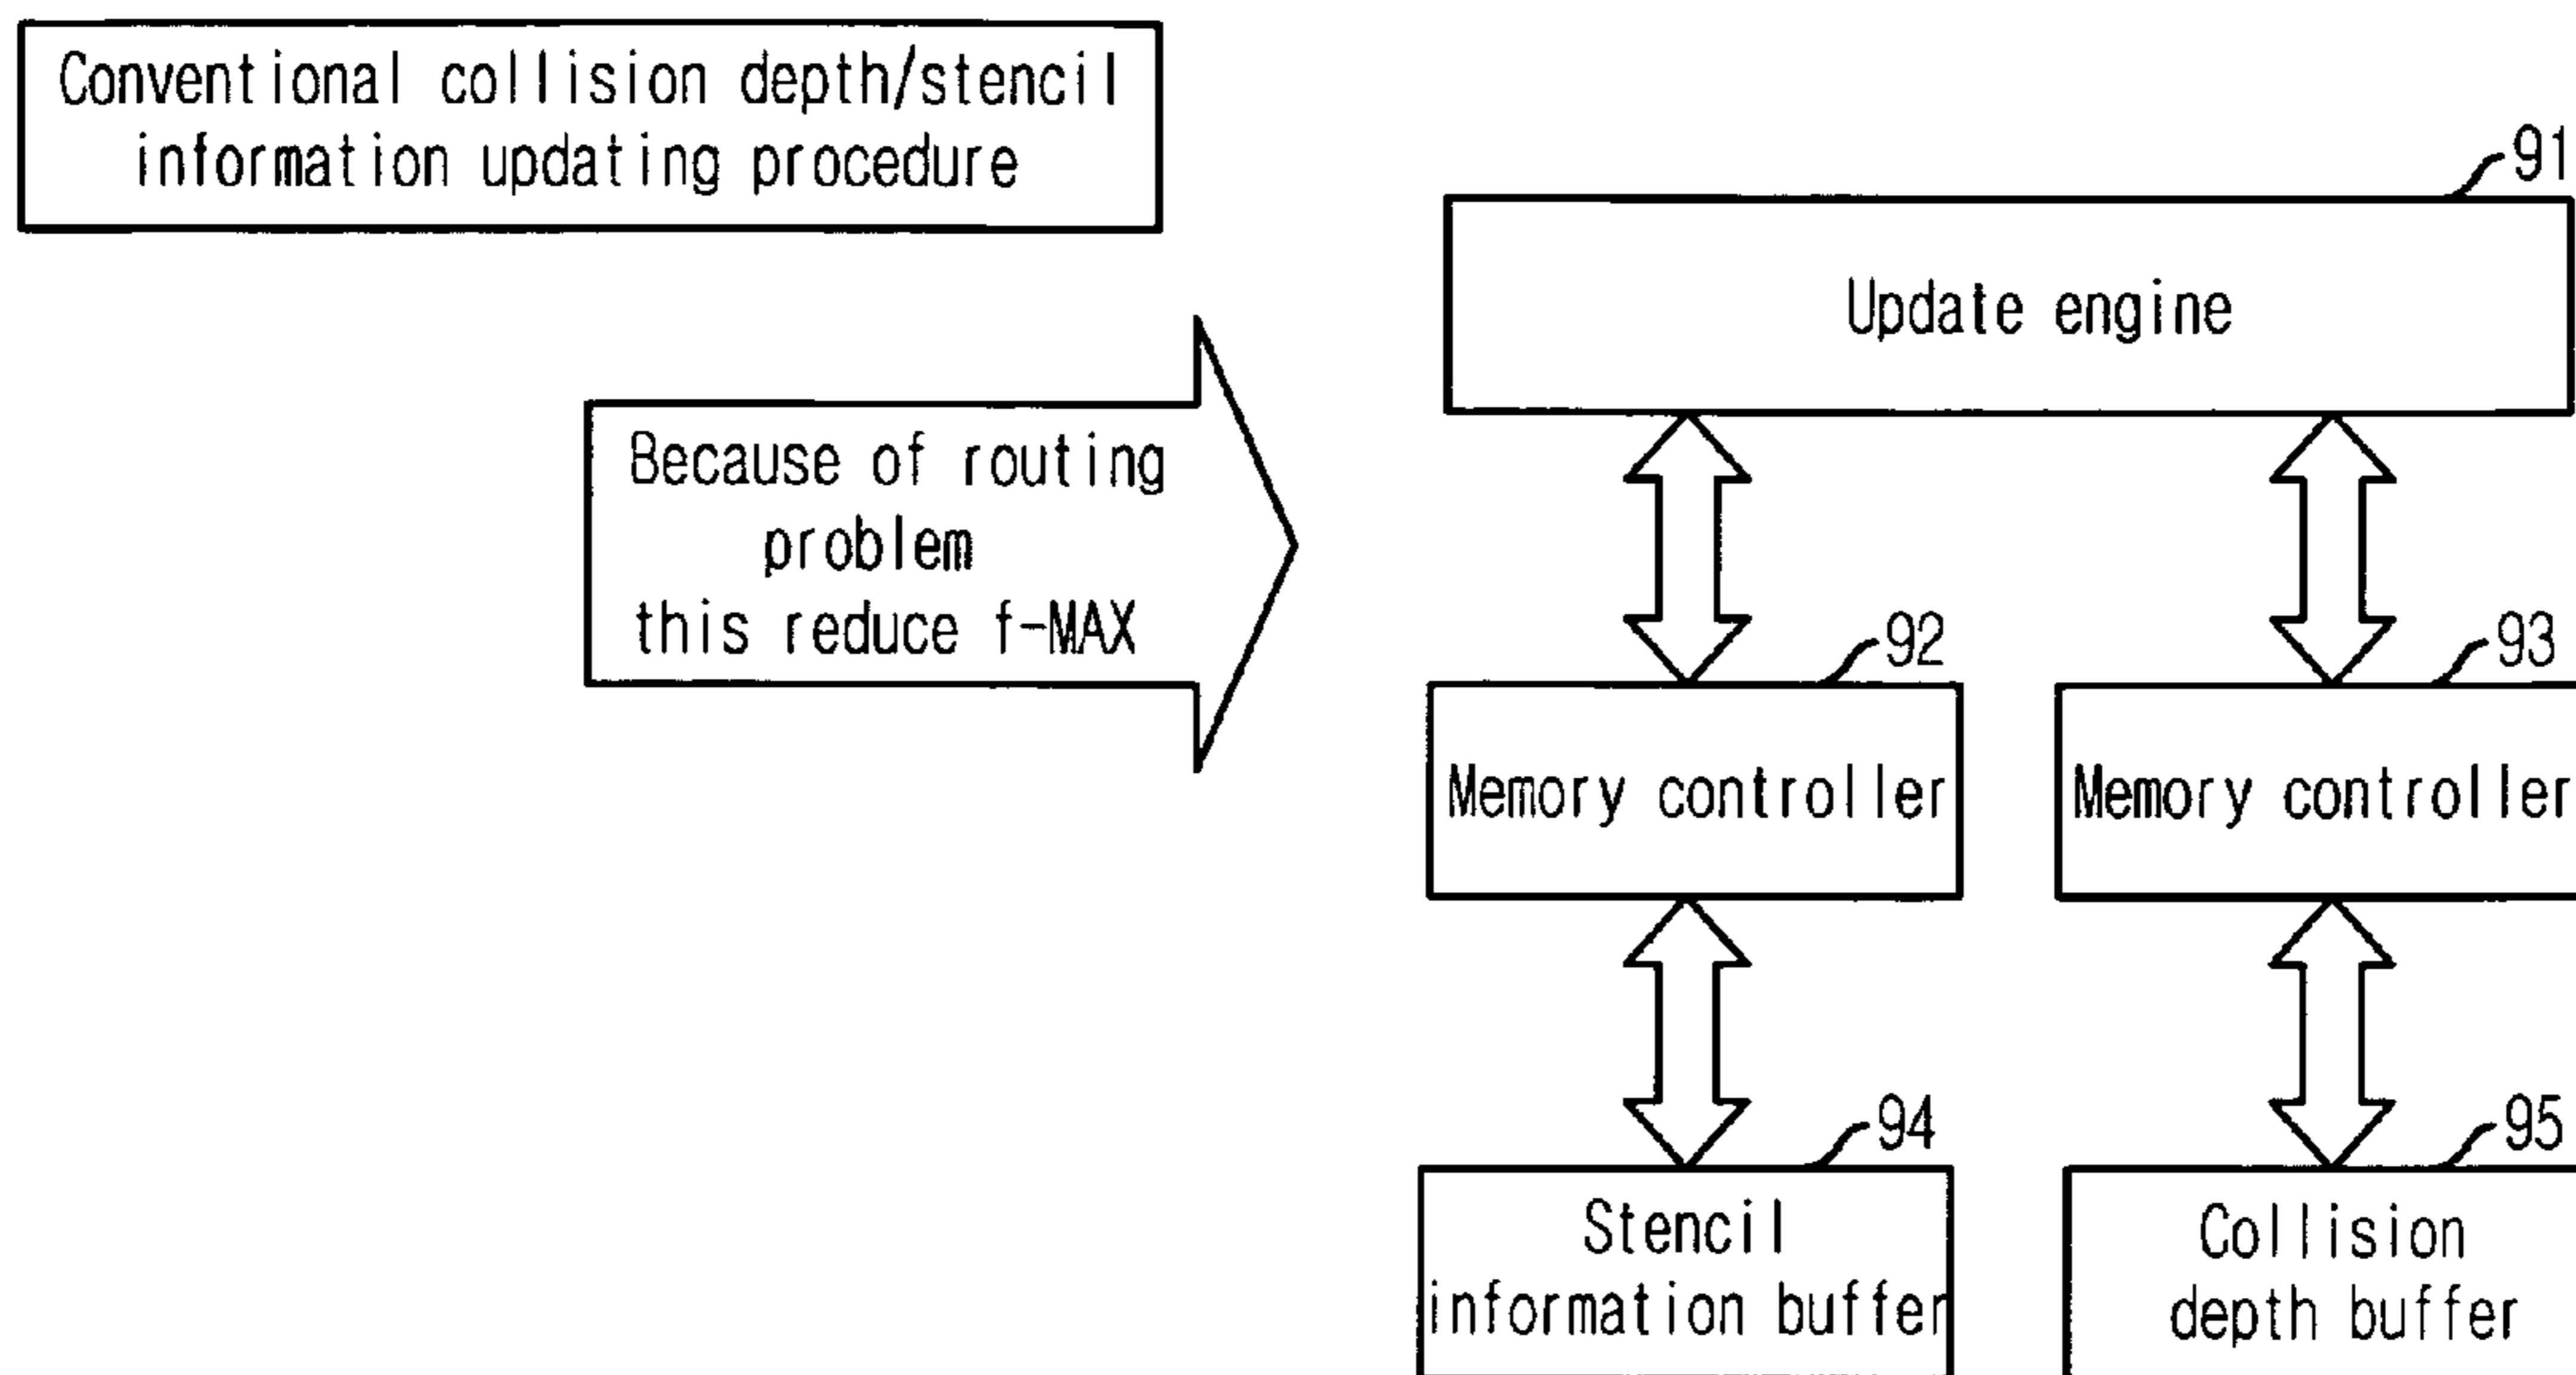 Conventional collision depth/stencil
information updating procedure
91
Update engine
Because of routing
problem
this reduce f-MAX
92
93
Memory controller
Memory controller
94
95
Stencil
information buffer
Collision
depth buffer